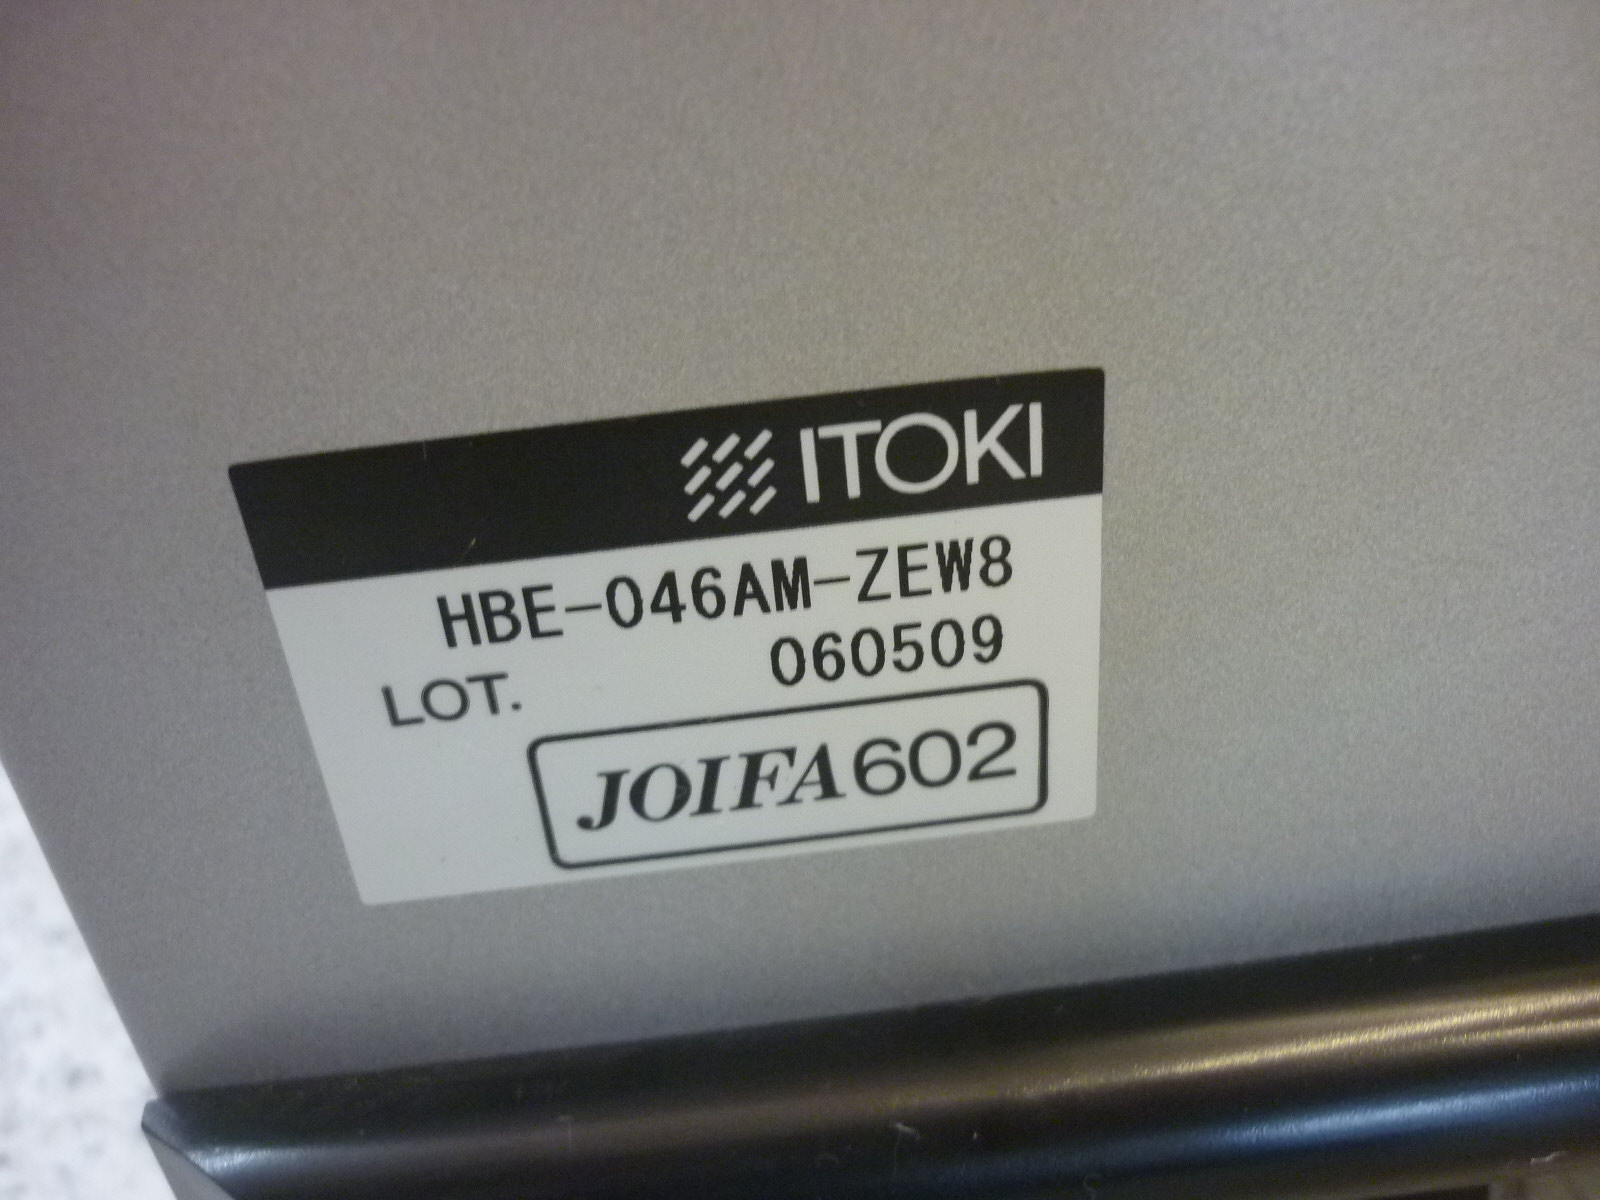 ITOKI
HBE-046AM-ZEW8
LOT. 060509
JOIFA602